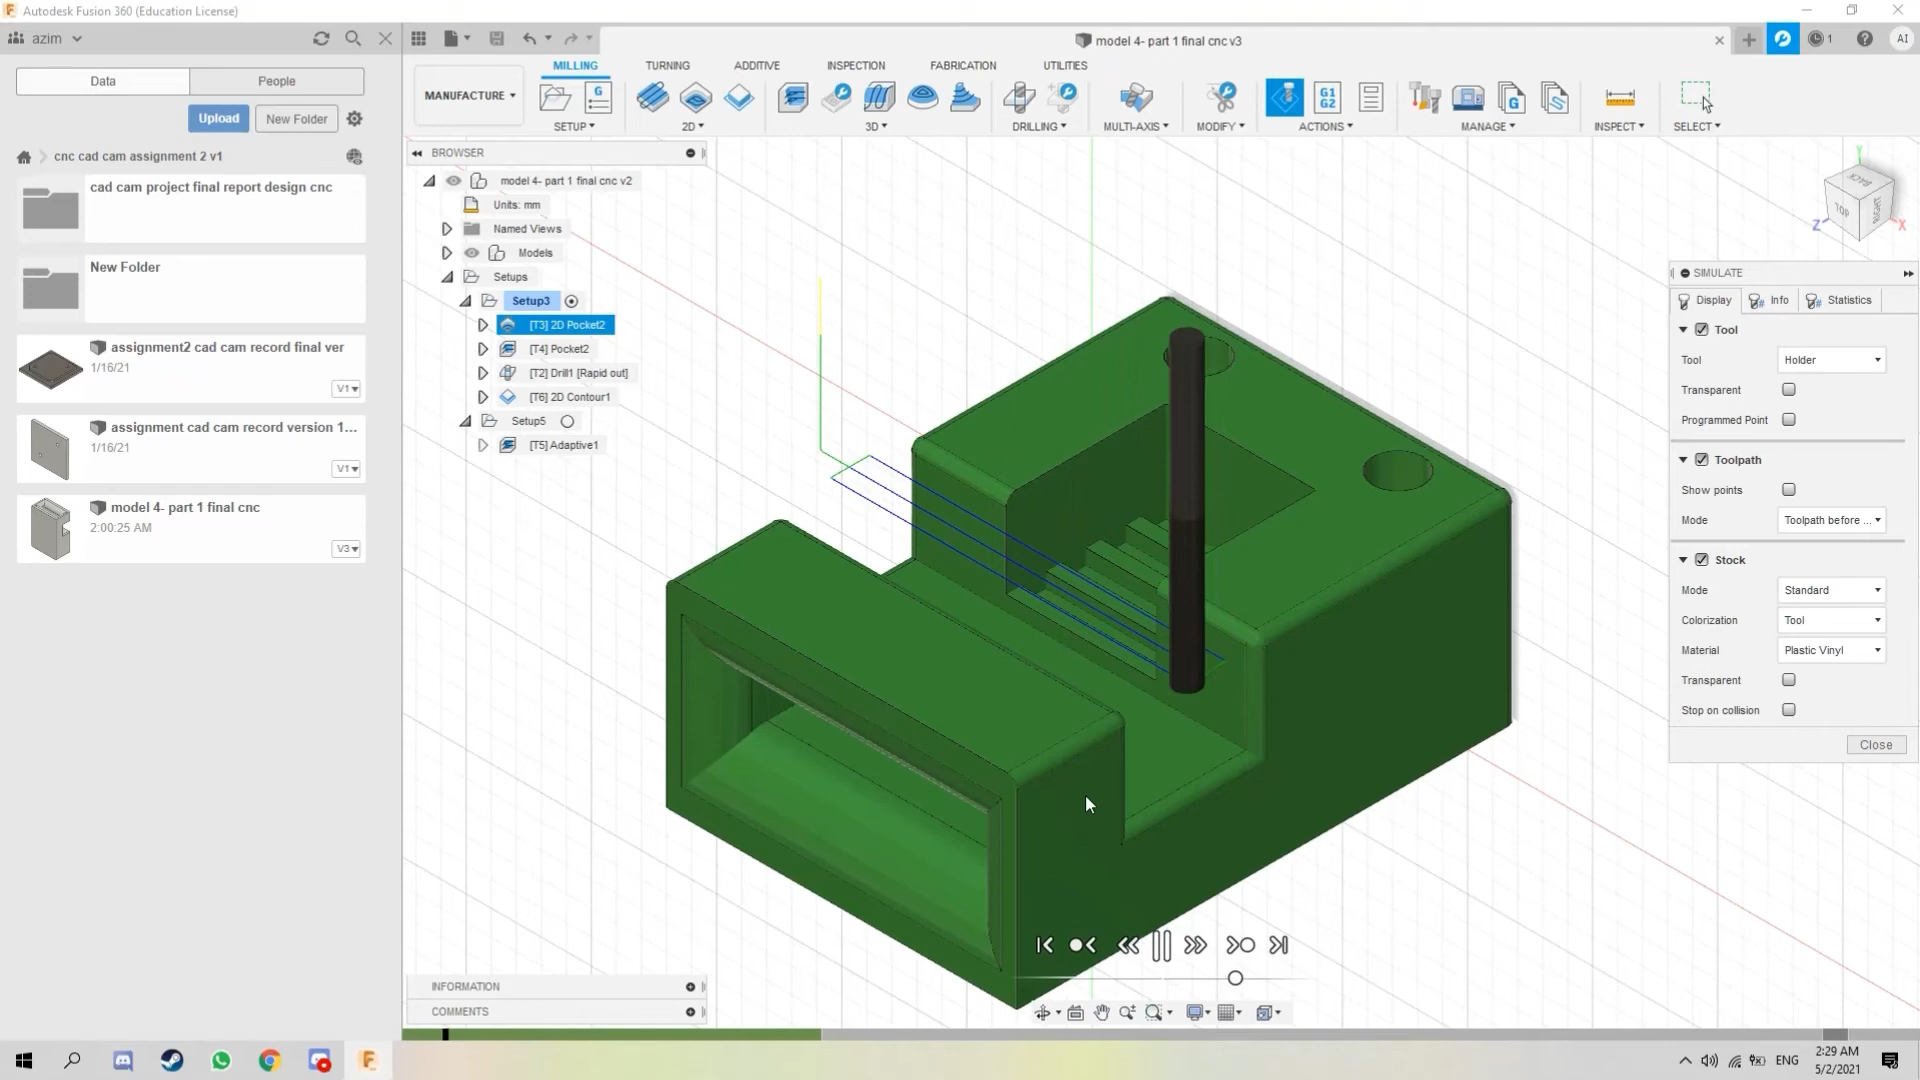 Autodesk Fusion 360 (Education License)
azim
model 4- part 1 final cnc v3
1
AI
Data
People
Upload
New Folder
cnc cad cam assignment 2 v1
cad cam project final report design cnc
New Folder
assignment2 cad cam record final ver
1/16/21
V1
assignment cad cam record version 1...
1/16/21
V1
model 4- part 1 final cnc
2:00:25 AM
V3
MILLING
TURNING
ADDITIVE
INSPECTION
FABRICATION
UTILITIES
MANUFACTURE
G
G1
G2
G
S
SETUP
2D
3D
DRILLING
MULTI-AXIS
MODIFY
ACTIONS
MANAGE
INSPECT
SELECT
BROWSER
model 4- part 1 final cnc v2
Units: mm
Named Views
Models
Setups
Setup3
[T3] 2D Pocket2
[T4] Pocket2
[T2] Drill1 [Rapid out]
[T6] 2D Contour1
Setup5
[T5] Adaptive1
Y
BACK
TOP
RIGHT
Z
X
SIMULATE
Display
Info
Statistics
Tool
Tool
Holder
Transparent
Programmed Point
Toolpath
Show points
Mode
Toolpath before ...
Stock
Mode
Standard
Colorization
Tool
Material
Plastic Vinyl
Transparent
Stop on collision
Close
INFORMATION
COMMENTS
ENG
2:29 AM
5/2/2021